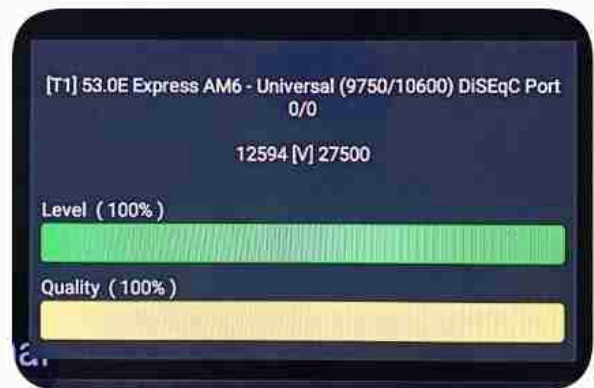 [T1] 53.0E Express AM6 - Universal (9750/10600) DiSEqC Port
0/0
12594 [V] 27500
Level ( 100% )
Quality ( 100% )